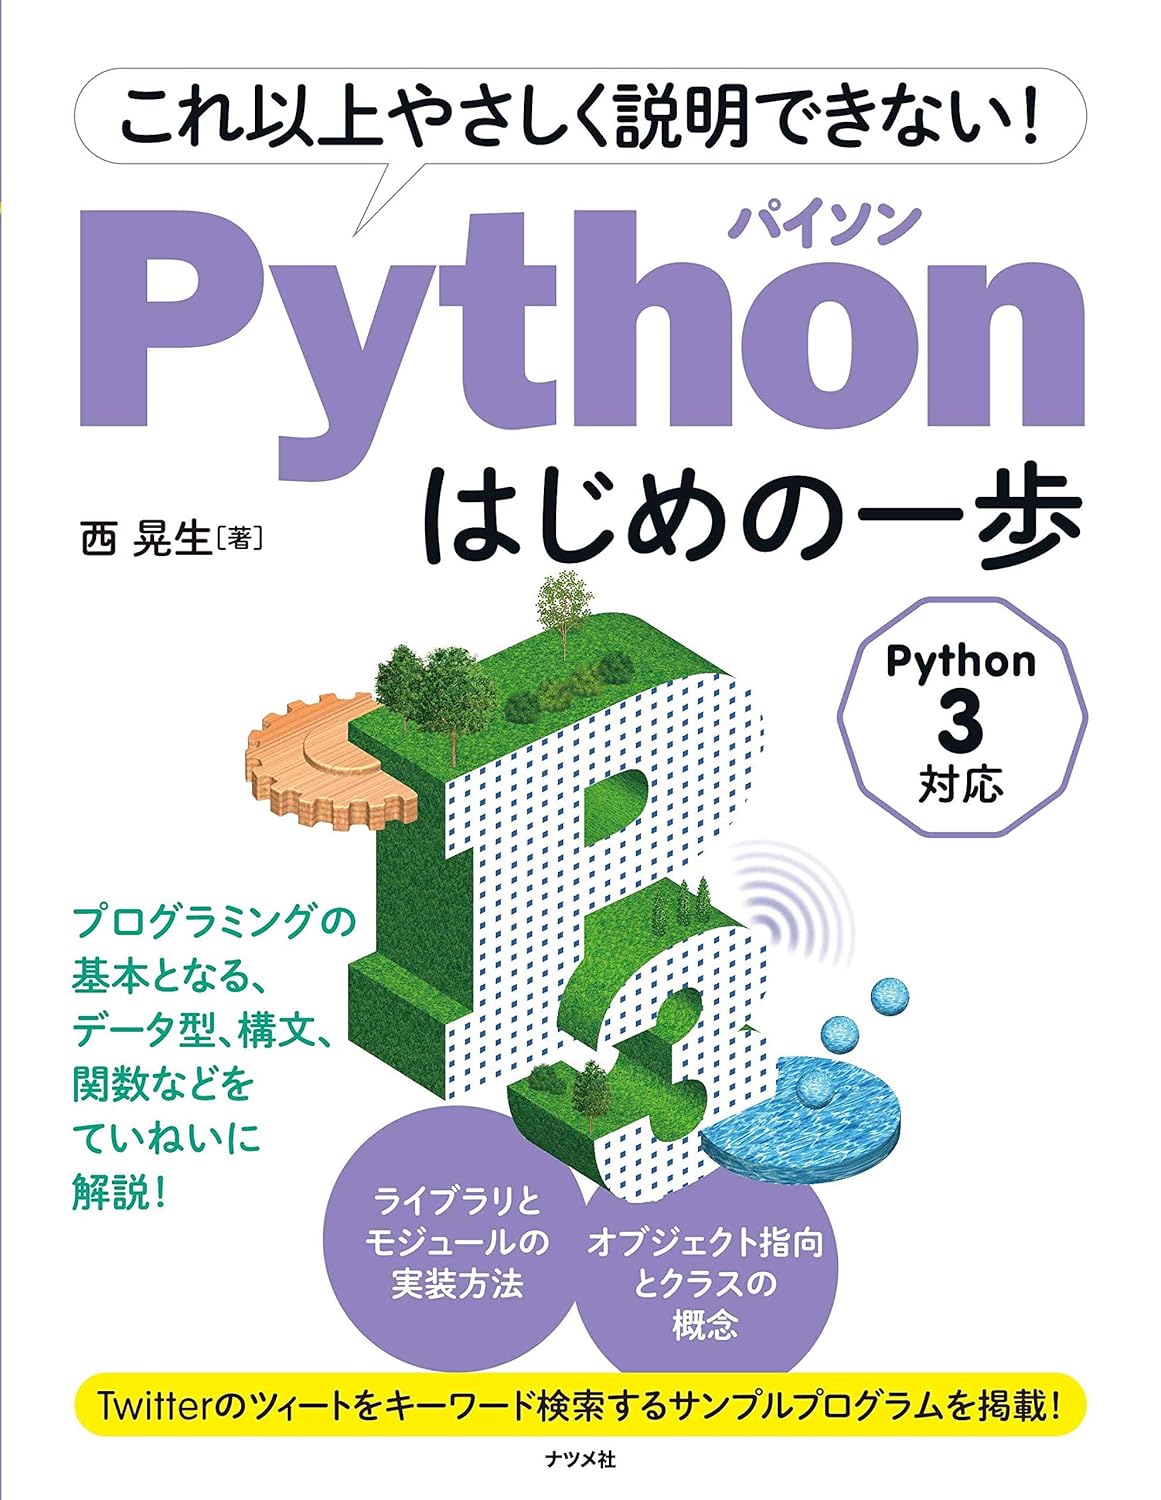 これ以上やさしく説明できない!
パイソン
Python
はじめの一歩
西 晃生[著]
Python
3
対応
プログラミングの
基本となる、
データ型、構文、
関数などを
ていねいに
解説!
ライブラリと
モジュールの
実装方法
オブジェクト指向
とクラスの
概念
Twitterのツィートをキーワード検索するサンプルプログラムを掲載!
ナツメ社